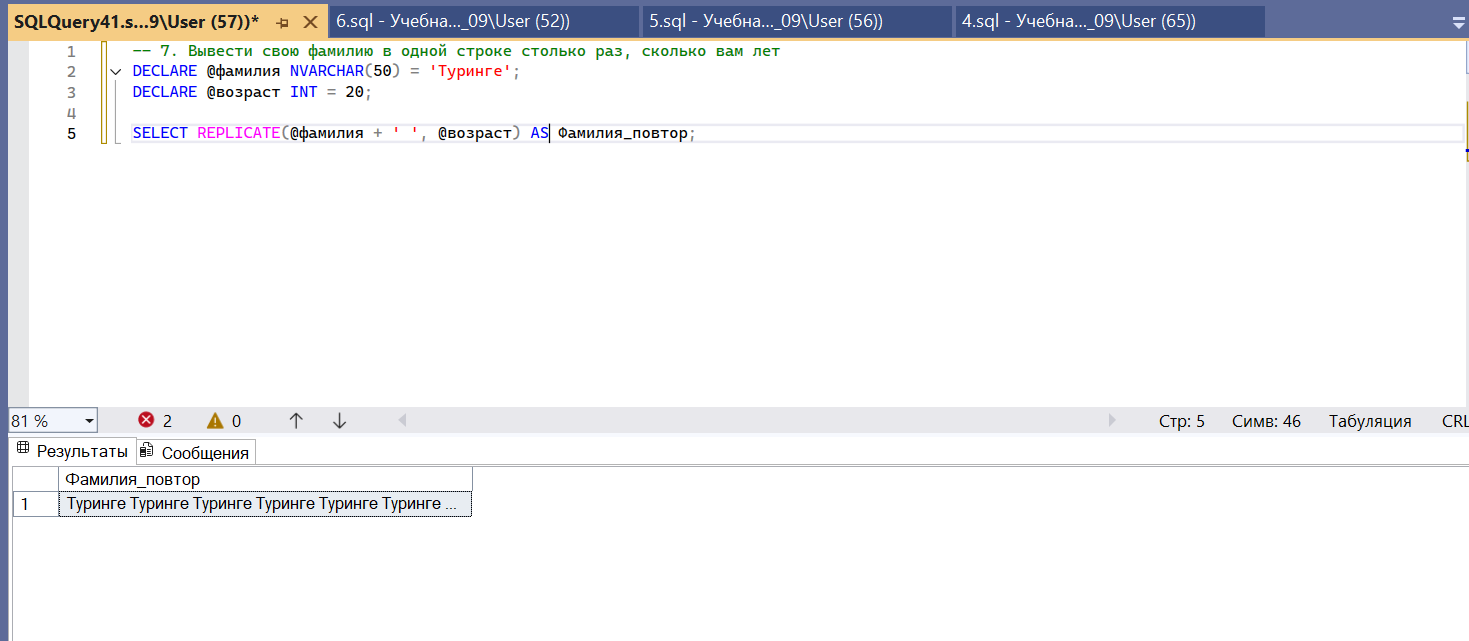 SQLQuery41.s...9\User (57))*
6.sql - Учебна..._09\User (52))
5.sql - Учебна..._09\User (56))
4.sql - Учебна..._09\User (65))
1 -- 7. Вывести свою фамилию в одной строке столько раз, сколько вам лет
2 DECLARE @фамилия NVARCHAR(50) = 'Туринге';
3 DECLARE @возраст INT = 20;
4
5 SELECT REPLICATE(@фамилия + ' ', @возраст) AS Фамилия_повтор;
81 % 2 0 Стр: 5 Симв: 46 Табуляция CRL
Результаты Сообщения
Фамилия_повтор
1 Туринге Туринге Туринге Туринге Туринге Туринге ...